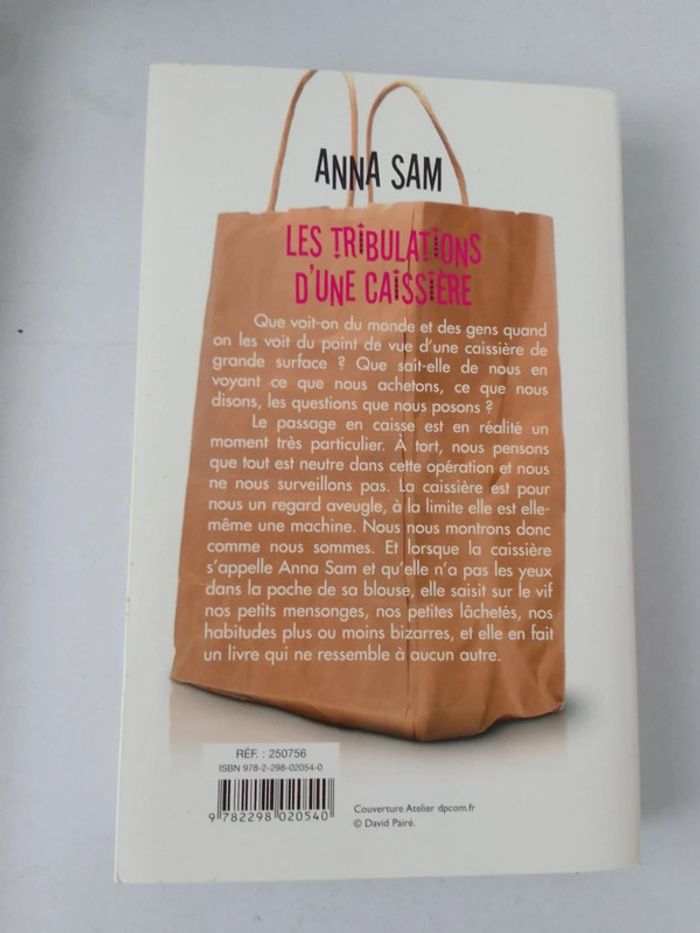 ANNA SAM
LES TRIBULATIONS
D'UNE CAISSIÈRE
Que voit-on du monde et des gens quand
on les voit du point de vue d'une caissière de
grande surface ? Que sait-elle de nous en
voyant ce que nous achetons, ce que nous
disons, les questions que nous posons ?
Le passage en caisse est en réalité un
moment très particulier. À tort, nous pensons
que tout est neutre dans cette opération et nous
ne nous surveillons pas. La caissière est pour
nous un regard aveugle, à la limite elle est elle-
même une machine. Nous nous montrons donc
comme nous sommes. Et lorsque la caissière
s'appelle Anna Sam et qu'elle n'a pas les yeux
dans la poche de sa blouse, elle saisit sur le vif
nos petits mensonges, nos petites lâchetés, nos
habitudes plus ou moins bizarres, et elle en fait
un livre qui ne ressemble à aucun autre.
RÉF. : 250756
ISBN 978-2-298-02054-0
9 782298 020540
Couverture Atelier dpcom.fr
© David Pairé.